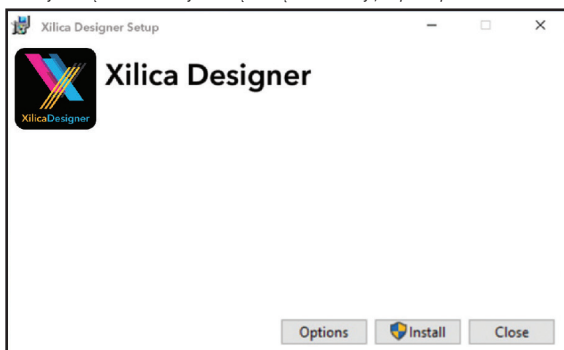 Xilica Designer Setup
Xilica Designer
XilicaDesigner
Options
Install
Close